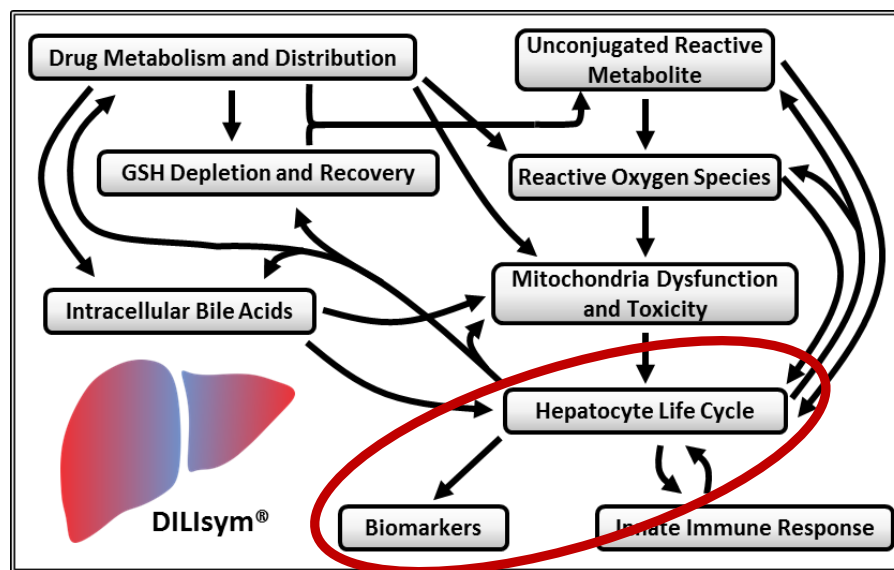 Drug Metabolism and Distribution
Unconjugated Reactive
Metabolite
GSH Depletion and Recovery
Reactive Oxygen Species
Intracellular Bile Acids
Mitochondria Dysfunction
and Toxicity
Hepatocyte Life Cycle
DILIsym®
Biomarkers
Innate Immune Response